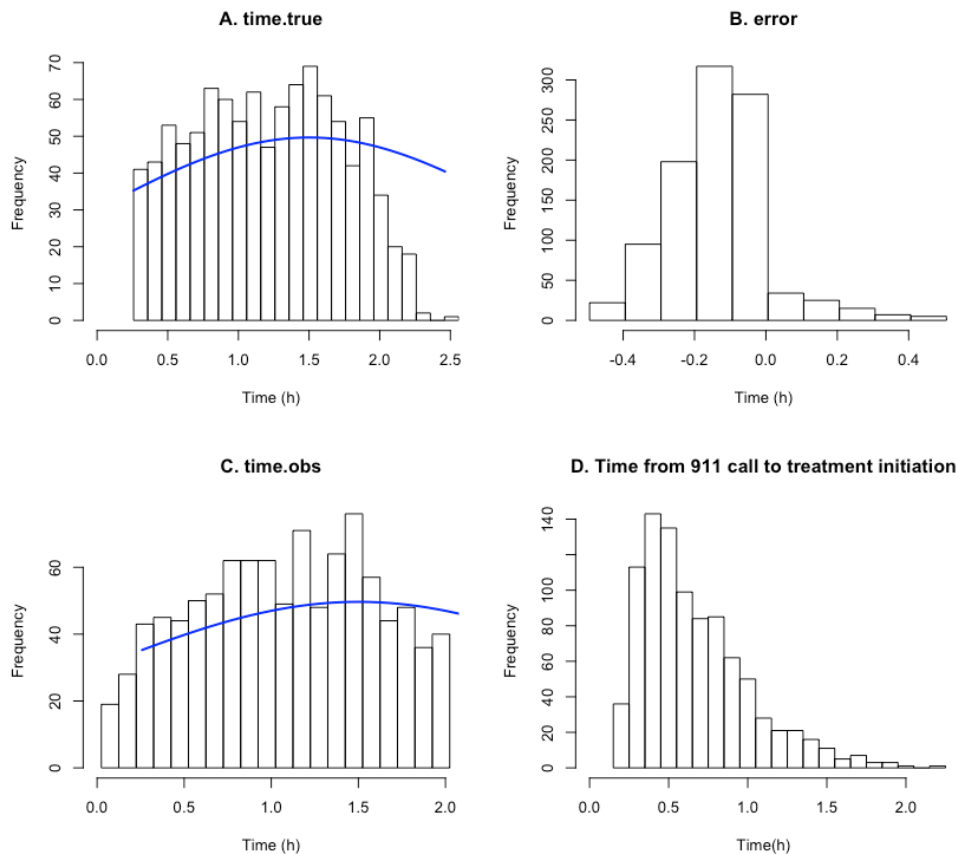 A. time.true
Frequency
0 10 20 30 40 50 60 70
0.0 0.5 1.0 1.5 2.0 2.5
Time (h)
B. error
Frequency
0 50 100 150 200 250 300
-0.4 -0.2 0.0 0.2 0.4
Time (h)
C. time.obs
Frequency
0 20 40 60
0.0 0.5 1.0 1.5 2.0
Time (h)
D. Time from 911 call to treatment initiation
Frequency
0 20 40 60 80 100 140
0.0 0.5 1.0 1.5 2.0
Time(h)